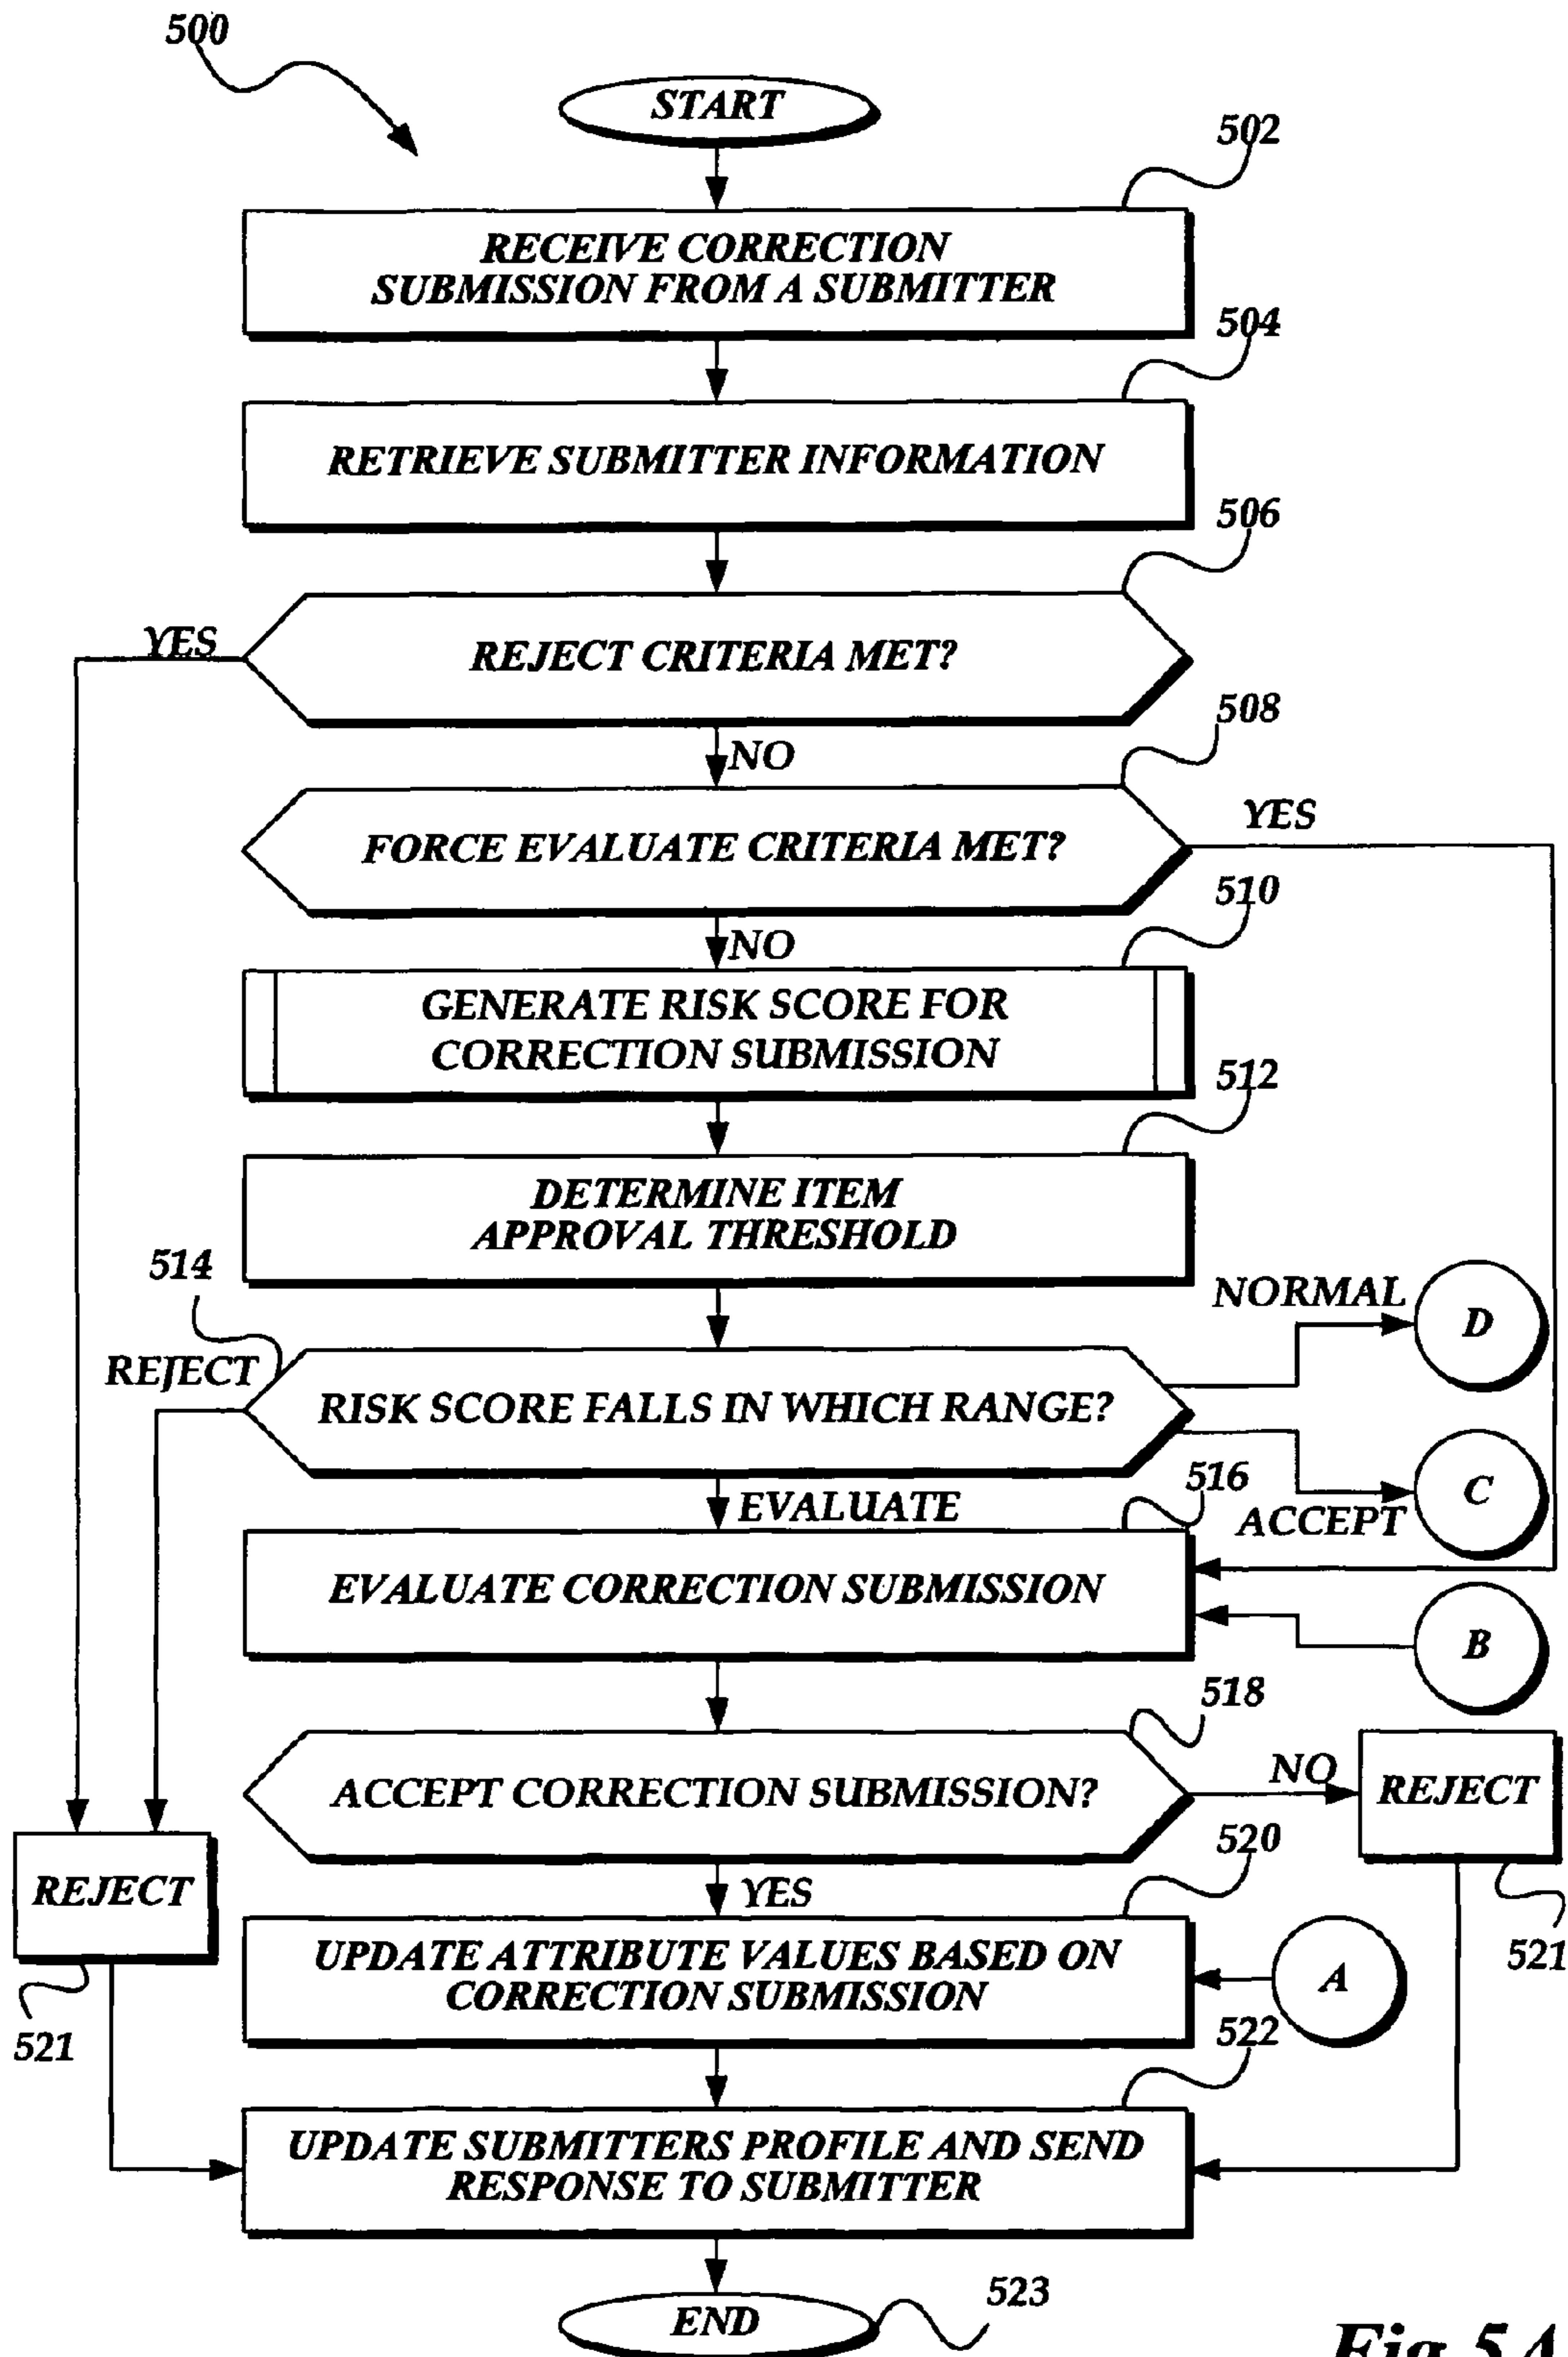 500
START
502
RECEIVE CORRECTION
SUBMISSION FROM A SUBMITTER
504
RETRIEVE SUBMITTER INFORMATION
506
YES
REJECT CRITERIA MET?
508
NO
YES
FORCE EVALUATE CRITERIA MET?
510
NO
GENERATE RISK SCORE FOR
CORRECTION SUBMISSION
512
DETERMINE ITEM
APPROVAL THRESHOLD
514
NORMAL
D
REJECT
RISK SCORE FALLS IN WHICH RANGE?
516
C
EVALUATE
ACCEPT
EVALUATE CORRECTION SUBMISSION
B
518
NO
ACCEPT CORRECTION SUBMISSION?
REJECT
520
REJECT
YES
UPDATE ATTRIBUTE VALUES BASED ON
CORRECTION SUBMISSION
A
521
521
522
UPDATE SUBMITTERS PROFILE AND SEND
RESPONSE TO SUBMITTER
523
END
Fig.5A